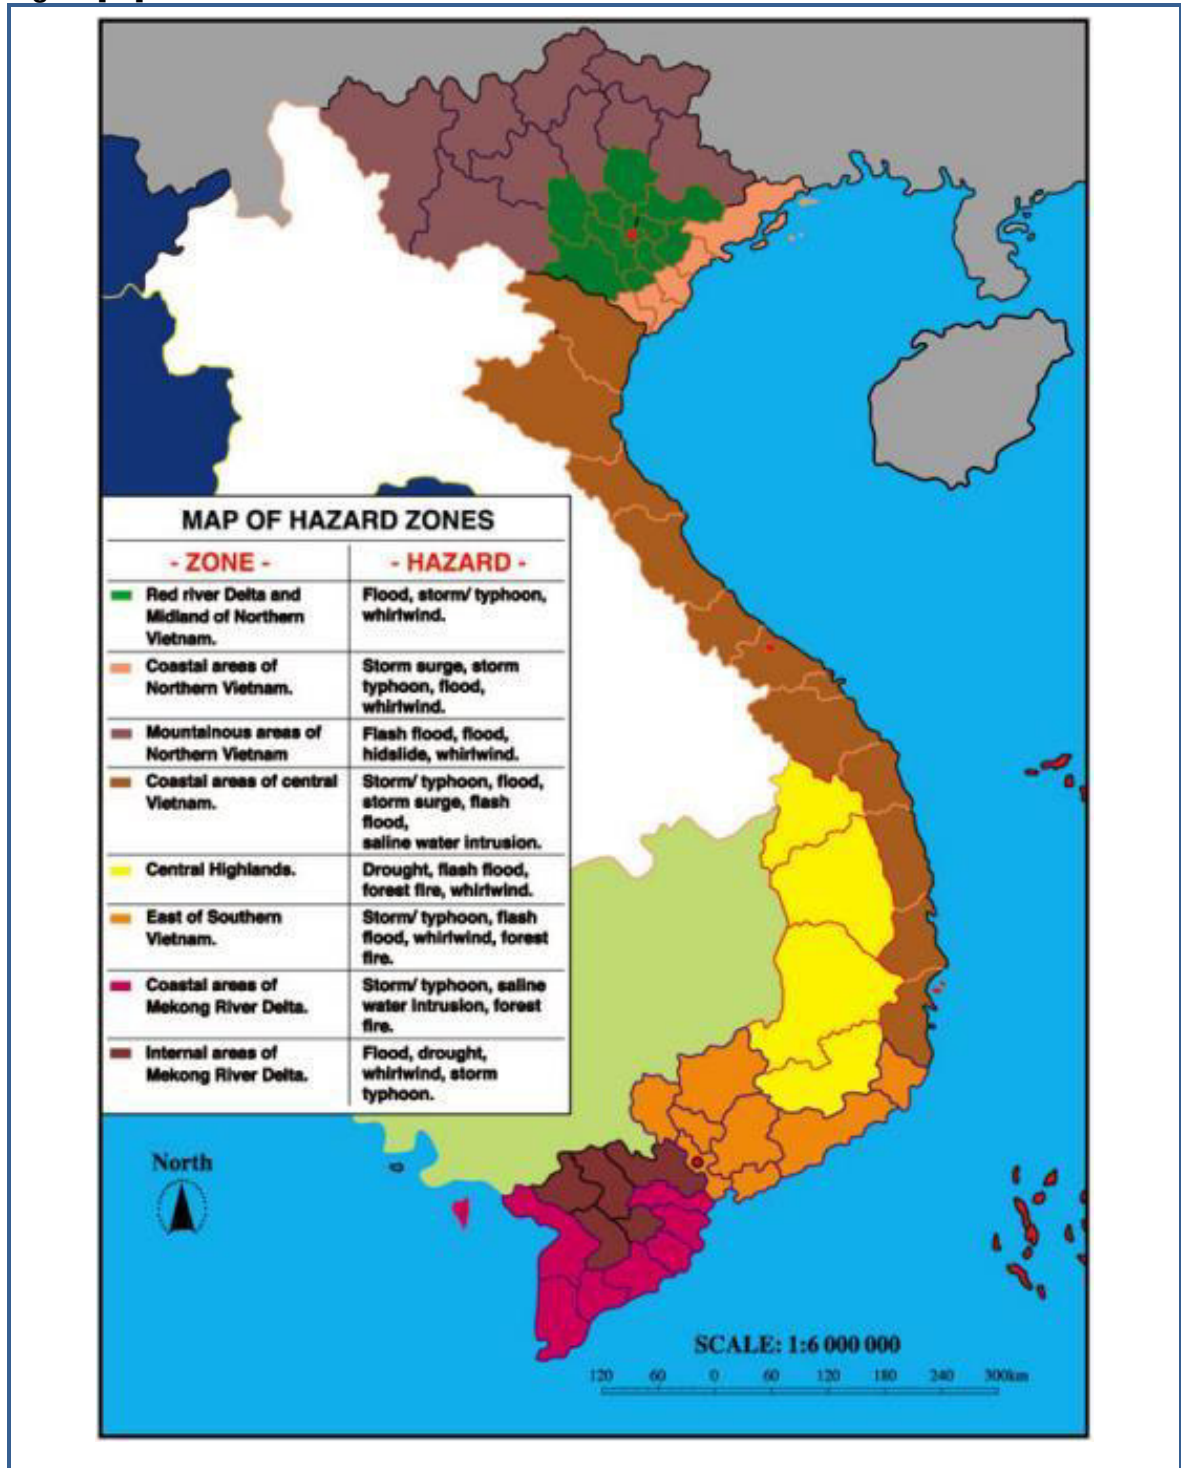 MAP OF HAZARD ZONES
- ZONE -
- HAZARD -
Red river Delta and
Midland of Northern
Vietnam.
Flood, storm/ typhoon,
whirlwind.
Coastal areas of
Northern Vietnam.
Storm surge, storm
typhoon, flood,
whirlwind.
Mountainous areas of
Northern Vietnam
Flash flood, flood,
hidslide, whirlwind.
Coastal areas of central
Vietnam.
Storm/ typhoon, flood,
storm surge, flash
flood,
saline water intrusion.
Central Highlands.
Drought, flash flood,
forest fire, whirlwind.
East of Southern
Vietnam.
Storm/ typhoon, flash
flood, whirlwind, forest
fire.
Coastal areas of
Mekong River Delta.
Storm/ typhoon, saline
water intrusion, forest
fire.
Internal areas of
Mekong River Delta.
Flood, drought,
whirlwind, storm
typhoon.
North
SCALE: 1:6 000 000
120 60 0 60 120 180 240 300km